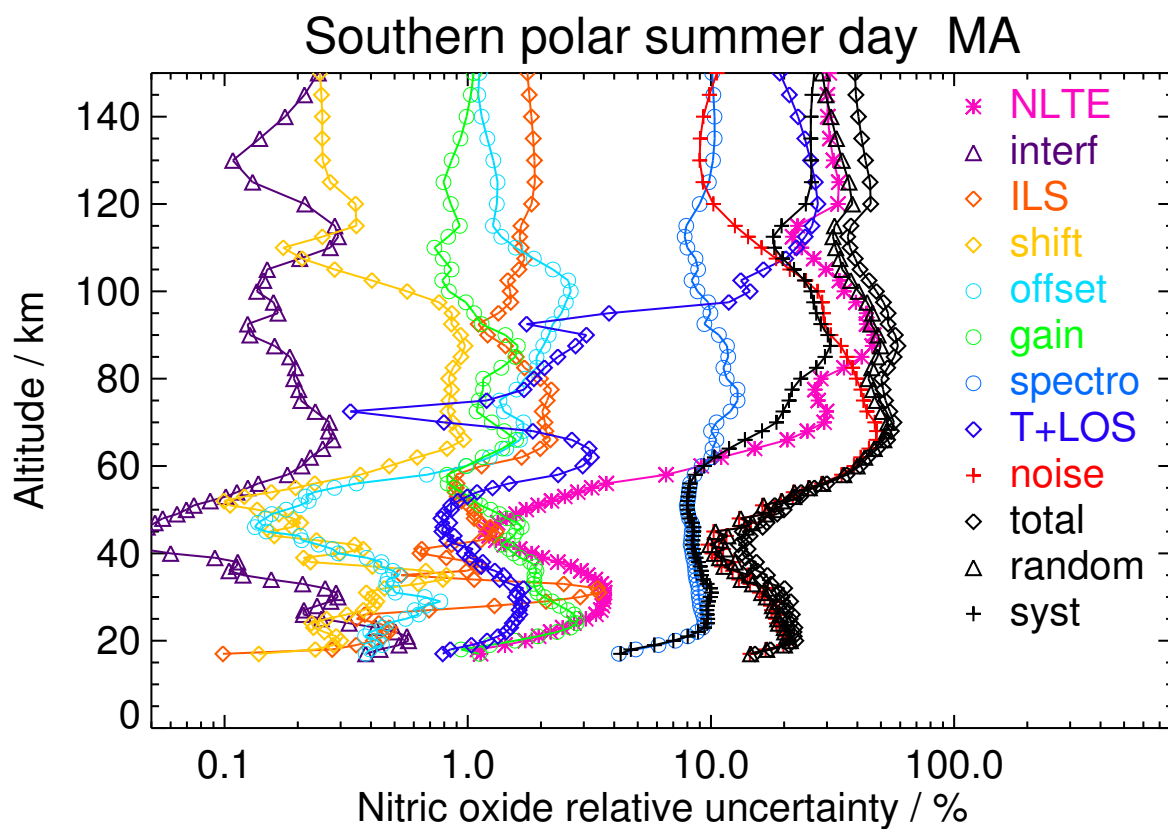 Southern polar summer day MA
Altitude / km
140
120
100
80
60
40
20
0
NLTE
interf
ILS
shift
offset
gain
spectro
T+LOS
noise
total
random
syst
0.1
1.0
10.0
100.0
Nitric oxide relative uncertainty / %